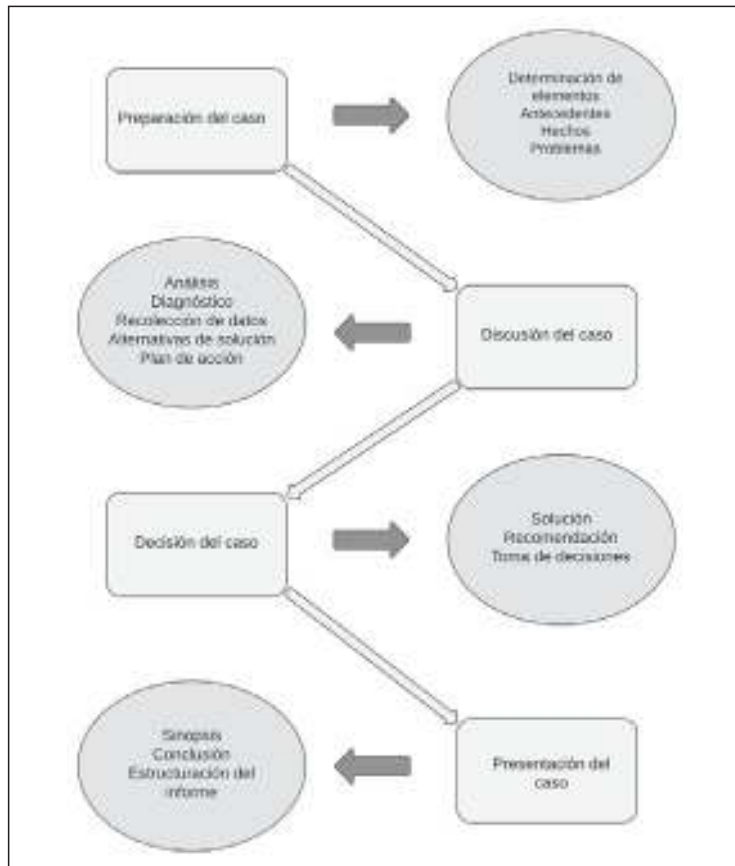 Preparación del caso
Determinación de
elementos
Antecedentes
Hechos
Problemas
Análisis
Diagnóstico
Recolección de datos
Alternativas de solución
Plan de acción
Discusión del caso
Decisión del caso
Solución
Recomendación
Toma de decisiones
Sinopsis
Conclusión
Estructuración del
informe
Presentación del
caso